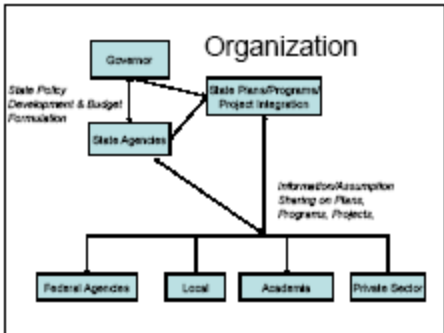 Organization
Governor
State Policy
Development & Budget
Formulation
State Plans/Programs/
Project Integration
State Agencies
Information/Assumption
Sharing on Plans,
Programs, Projects,
Federal Agencies
Local
Academia
Private Sector